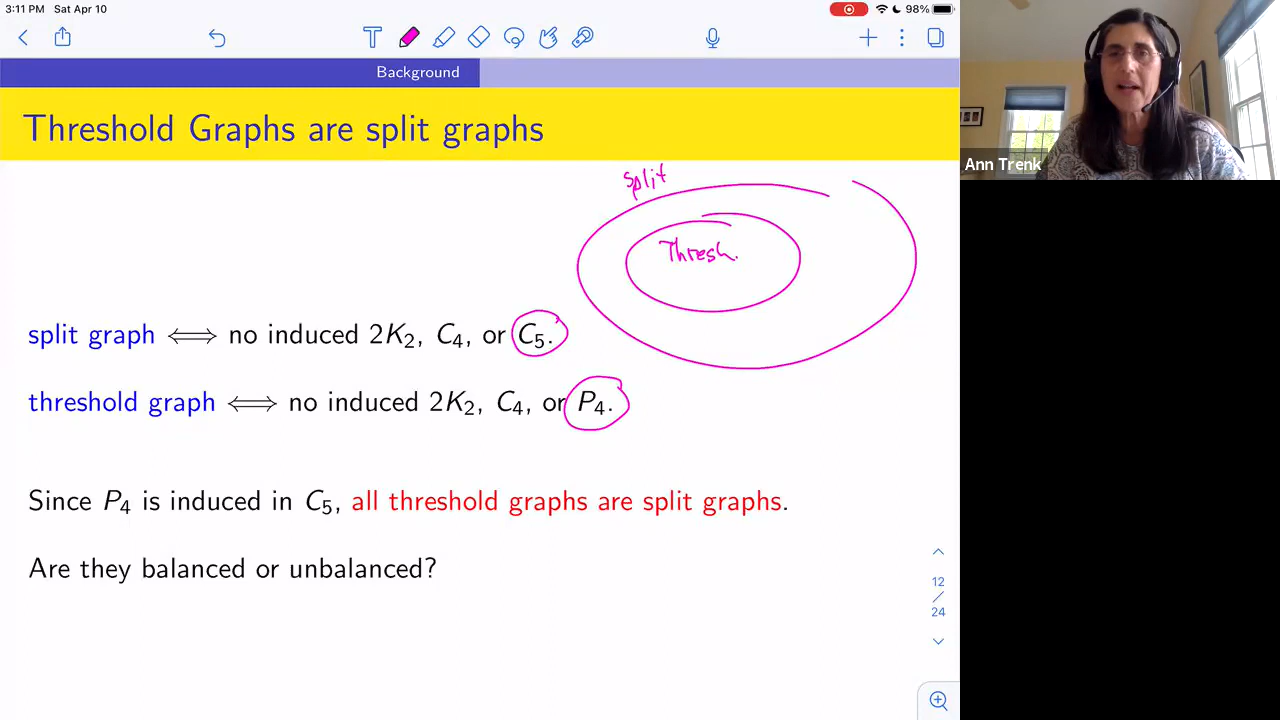 3:11 PM Sat Apr 10
98%
T
Background
Threshold Graphs are split graphs
Ann Trenk
split
Thresh.
split graph ⟺ no induced 2K₂, C₄, or C₅.
threshold graph ⟺ no induced 2K₂, C₄, or P₄.
Since P₄ is induced in C₅, all threshold graphs are split graphs.
Are they balanced or unbalanced?
12
/
24